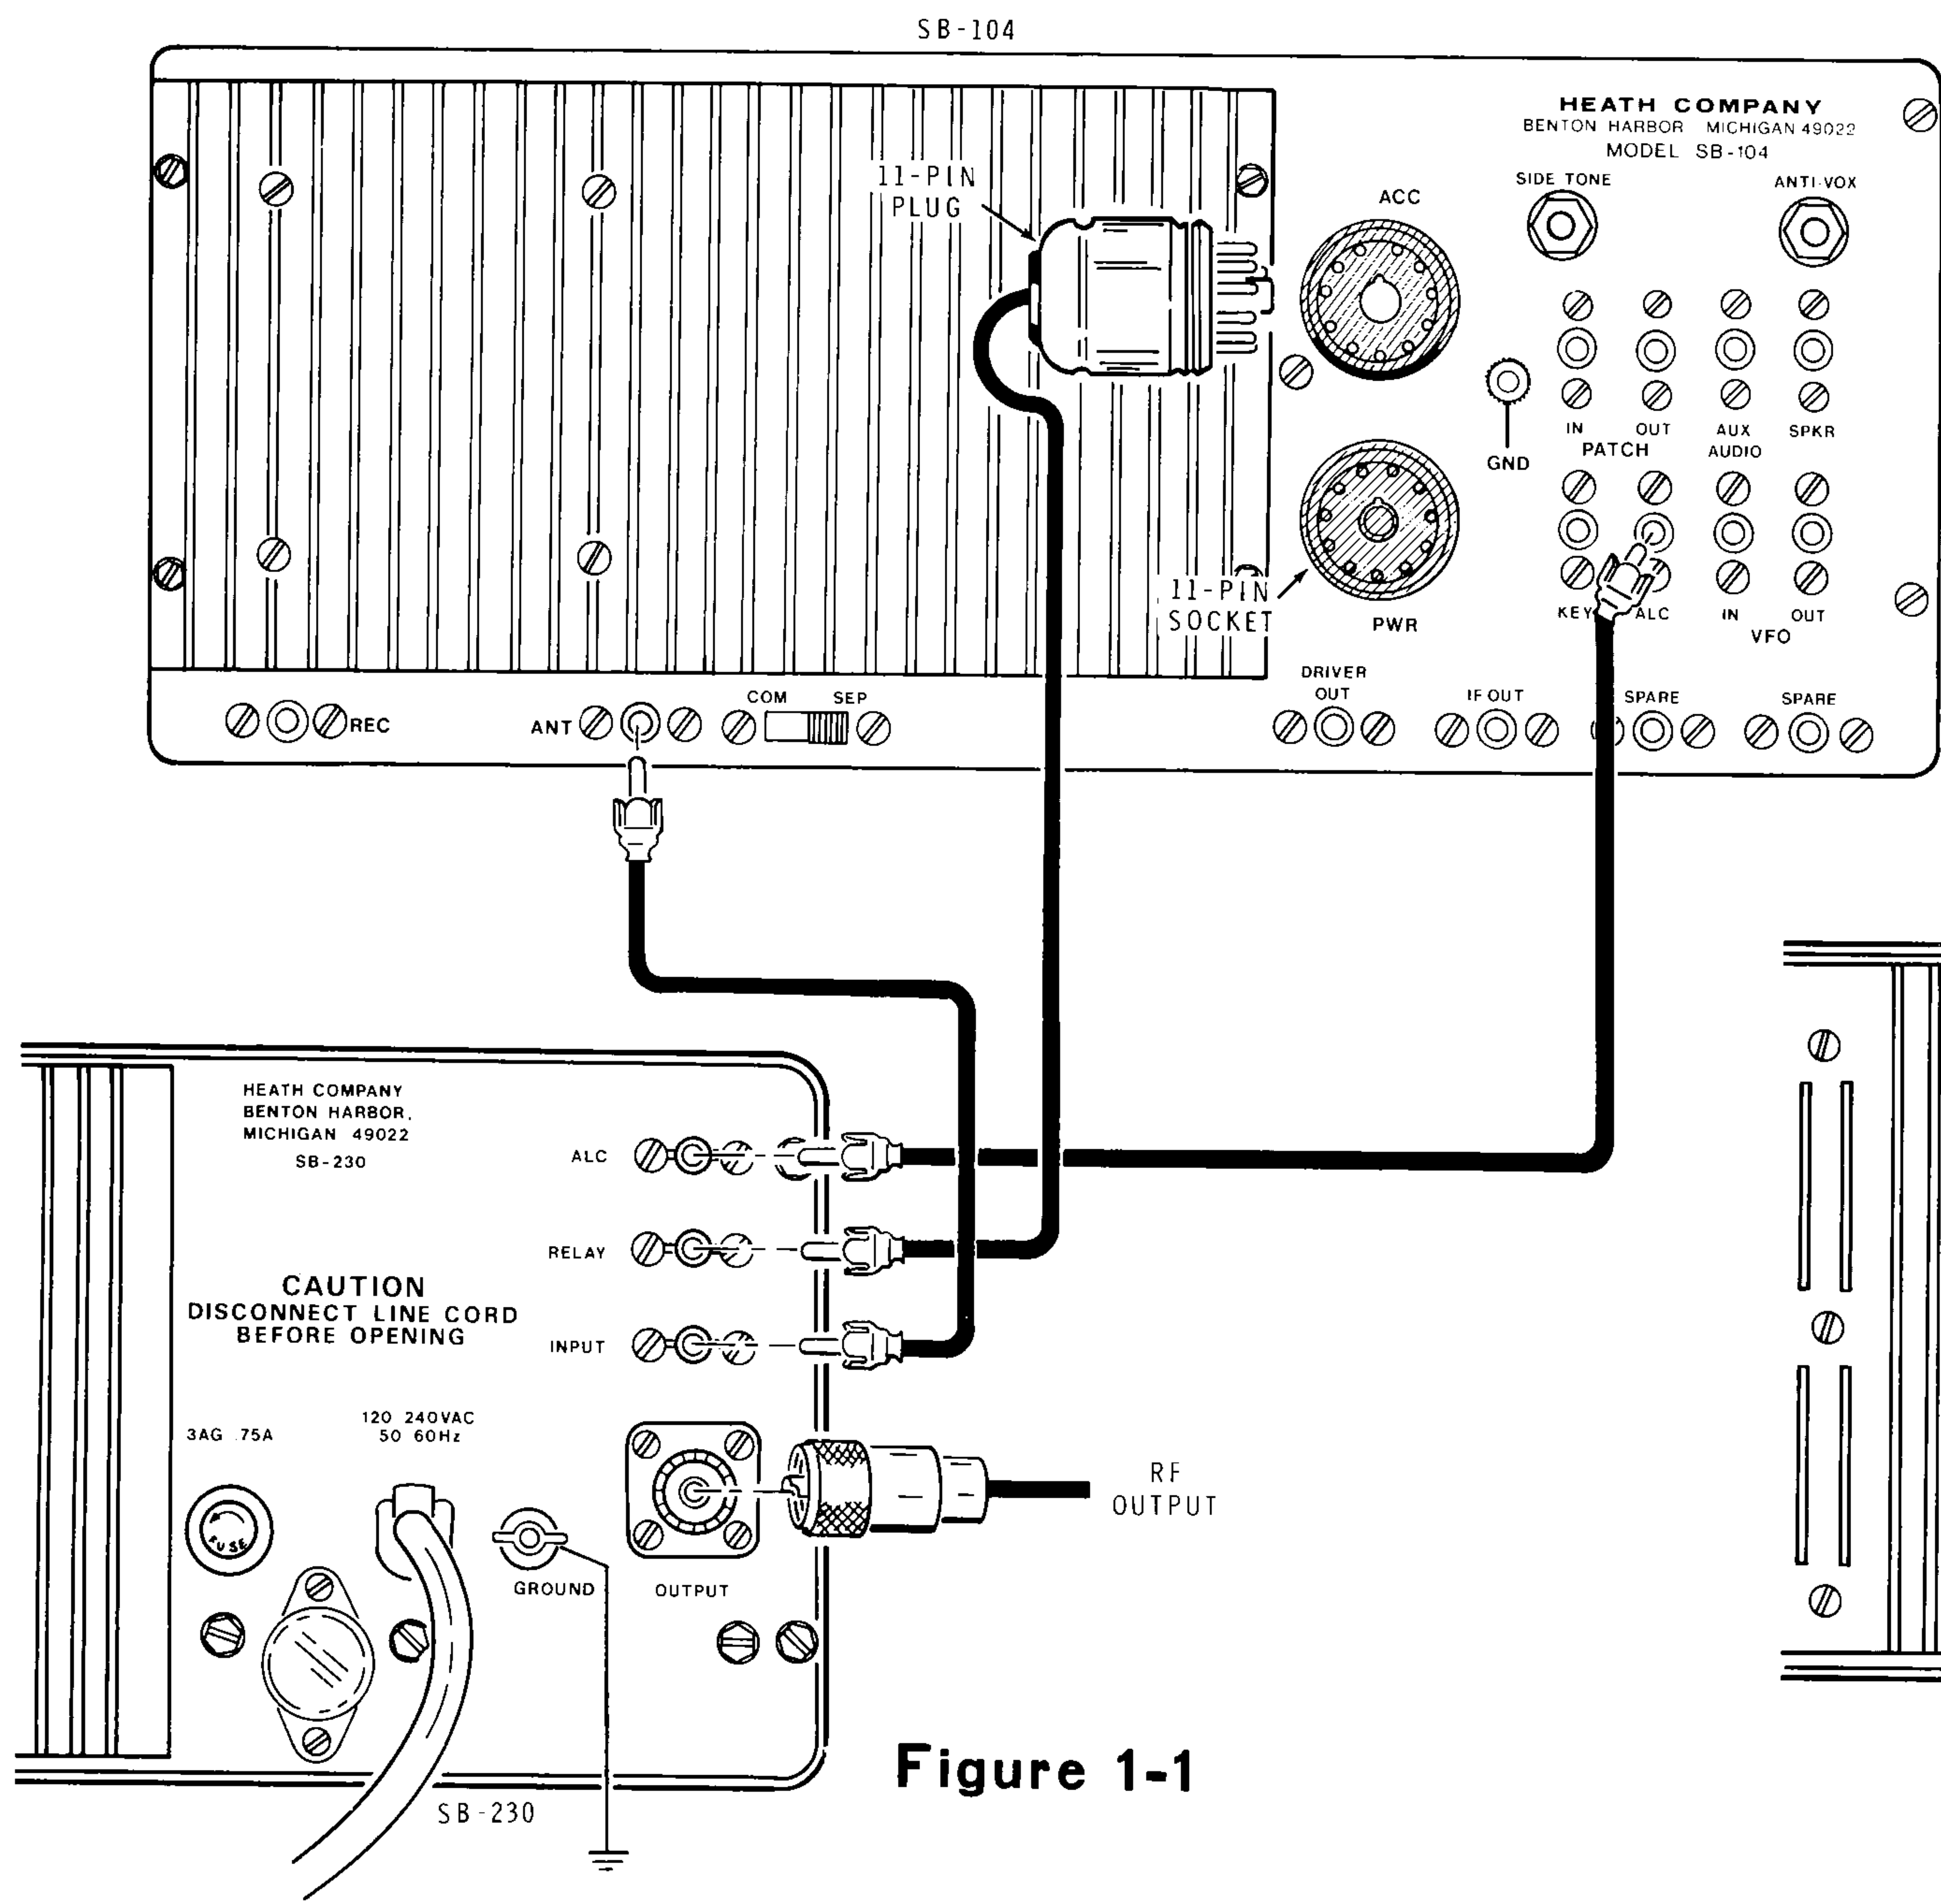 SB-104
HEATH COMPANY
BENTON HARBOR MICHIGAN 49022
MODEL SB-104
SIDE TONE
ANTI-VOX
ACC
11-PIN
PLUG
GND
IN
OUT
AUX
SPKR
PATCH
AUDIO
11-PIN
SOCKET
PWR
KEY
ALC
IN
OUT
VFO
REC
ANT
COM
SEP
DRIVER
OUT
IF OUT
SPARE
SPARE
HEATH COMPANY
BENTON HARBOR,
MICHIGAN 49022
SB-230
ALC
RELAY
INPUT
CAUTION
DISCONNECT LINE CORD
BEFORE OPENING
3AG .75A
120 240VAC
50 60Hz
FUSE
GROUND
OUTPUT
RF
OUTPUT
SB-230
Figure 1-1